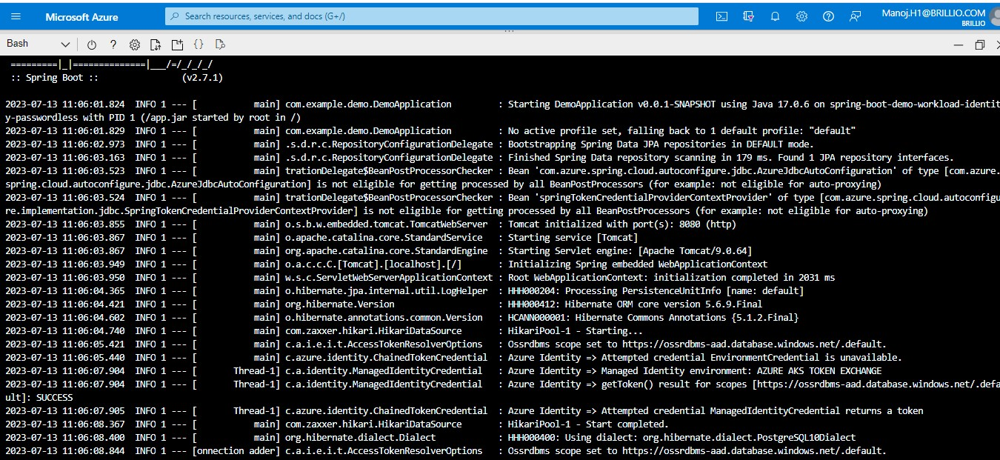 Microsoft Azure
Search resources, services, and docs (G+/)
Manoj.H1@BRILLIO.COM
BRILLIO
Bash
=========|_|==============|___/=/_/_/_/
:: Spring Boot ::                (v2.7.1)
2023-07-13 11:06:01.824  INFO 1 --- [           main] com.example.demo.DemoApplication         : Starting DemoApplication v0.0.1-SNAPSHOT using Java 17.0.6 on spring-boot-demo-workload-identit
y-passwordless with PID 1 (/app.jar started by root in /)
2023-07-13 11:06:01.829  INFO 1 --- [           main] com.example.demo.DemoApplication         : No active profile set, falling back to 1 default profile: "default"
2023-07-13 11:06:02.973  INFO 1 --- [           main] .s.d.r.c.RepositoryConfigurationDelegate : Bootstrapping Spring Data JPA repositories in DEFAULT mode.
2023-07-13 11:06:03.163  INFO 1 --- [           main] .s.d.r.c.RepositoryConfigurationDelegate : Finished Spring Data repository scanning in 179 ms. Found 1 JPA repository interfaces.
2023-07-13 11:06:03.523  INFO 1 --- [           main] trationDelegate$BeanPostProcessorChecker : Bean 'com.azure.spring.cloud.autoconfigure.jdbc.AzureJdbcAutoConfiguration' of type [com.azure.
spring.cloud.autoconfigure.jdbc.AzureJdbcAutoConfiguration] is not eligible for getting processed by all BeanPostProcessors (for example: not eligible for auto-proxying)
2023-07-13 11:06:03.524  INFO 1 --- [           main] trationDelegate$BeanPostProcessorChecker : Bean 'springTokenCredentialProviderContextProvider' of type [com.azure.spring.cloud.autoconfigu
re.implementation.jdbc.SpringTokenCredentialProviderContextProvider] is not eligible for getting processed by all BeanPostProcessors (for example: not eligible for auto-proxying)
2023-07-13 11:06:03.855  INFO 1 --- [           main] o.s.b.w.embedded.tomcat.TomcatWebServer  : Tomcat initialized with port(s): 8080 (http)
2023-07-13 11:06:03.867  INFO 1 --- [           main] o.apache.catalina.core.StandardService   : Starting service [Tomcat]
2023-07-13 11:06:03.867  INFO 1 --- [           main] org.apache.catalina.core.StandardEngine  : Starting Servlet engine: [Apache Tomcat/9.0.64]
2023-07-13 11:06:03.949  INFO 1 --- [           main] o.a.c.c.C.[Tomcat].[localhost].[/]       : Initializing Spring embedded WebApplicationContext
2023-07-13 11:06:03.950  INFO 1 --- [           main] w.s.c.ServletWebServerApplicationContext : Root WebApplicationContext: initialization completed in 2031 ms
2023-07-13 11:06:04.365  INFO 1 --- [           main] o.hibernate.jpa.internal.util.LogHelper  : HHH000204: Processing PersistenceUnitInfo [name: default]
2023-07-13 11:06:04.421  INFO 1 --- [           main] org.hibernate.Version                    : HHH000412: Hibernate ORM core version 5.6.9.Final
2023-07-13 11:06:04.602  INFO 1 --- [           main] o.hibernate.annotations.common.Version   : HCANN000001: Hibernate Commons Annotations {5.1.2.Final}
2023-07-13 11:06:04.740  INFO 1 --- [           main] com.zaxxer.hikari.HikariDataSource       : HikariPool-1 - Starting...
2023-07-13 11:06:05.421  INFO 1 --- [           main] c.a.i.e.i.t.AccessTokenResolverOptions   : Ossrdbms scope set to https://ossrdbms-aad.database.windows.net/.default.
2023-07-13 11:06:05.440  INFO 1 --- [           main] c.azure.identity.ChainedTokenCredential  : Azure Identity => Attempted credential EnvironmentCredential is unavailable.
2023-07-13 11:06:07.904  INFO 1 --- [       Thread-1] c.a.identity.ManagedIdentityCredential   : Azure Identity => Managed Identity environment: AZURE AKS TOKEN EXCHANGE
2023-07-13 11:06:07.904  INFO 1 --- [       Thread-1] c.a.identity.ManagedIdentityCredential   : Azure Identity => getToken() result for scopes [https://ossrdbms-aad.database.windows.net/.defa
ult]: SUCCESS
2023-07-13 11:06:07.905  INFO 1 --- [       Thread-1] c.azure.identity.ChainedTokenCredential  : Azure Identity => Attempted credential ManagedIdentityCredential returns a token
2023-07-13 11:06:08.367  INFO 1 --- [           main] com.zaxxer.hikari.HikariDataSource       : HikariPool-1 - Start completed.
2023-07-13 11:06:08.400  INFO 1 --- [           main] org.hibernate.dialect.Dialect            : HHH000400: Using dialect: org.hibernate.dialect.PostgreSQL10Dialect
2023-07-13 11:06:08.844  INFO 1 --- [onnection adder] c.a.i.e.i.t.AccessTokenResolverOptions   : Ossrdbms scope set to https://ossrdbms-aad.database.windows.net/.default.